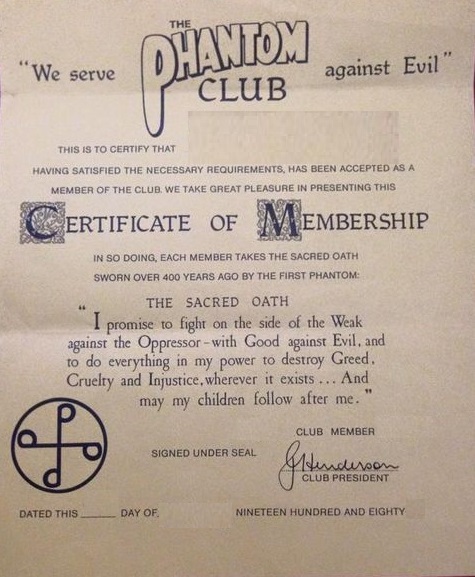 THE
PHANTOM
CLUB
"We serve against Evil"
THIS IS TO CERTIFY THAT
HAVING SATISFIED THE NECESSARY REQUIREMENTS, HAS BEEN ACCEPTED AS A
MEMBER OF THE CLUB. WE TAKE GREAT PLEASURE IN PRESENTING THIS
CERTIFICATE OF MEMBERSHIP
IN SO DOING, EACH MEMBER TAKES THE SACRED OATH
SWORN OVER 400 YEARS AGO BY THE FIRST PHANTOM:
THE SACRED OATH
"I promise to fight on the side of the Weak
against the Oppressor-with Good against Evil, and
to do everything in my power to destroy Greed,
Cruelty and Injustice, wherever it exists ... And
may my children follow after me."
CLUB MEMBER
SIGNED UNDER SEAL
J Henderson
CLUB PRESIDENT
DATED THIS ______ DAY OF, NINETEEN HUNDRED AND EIGHTY